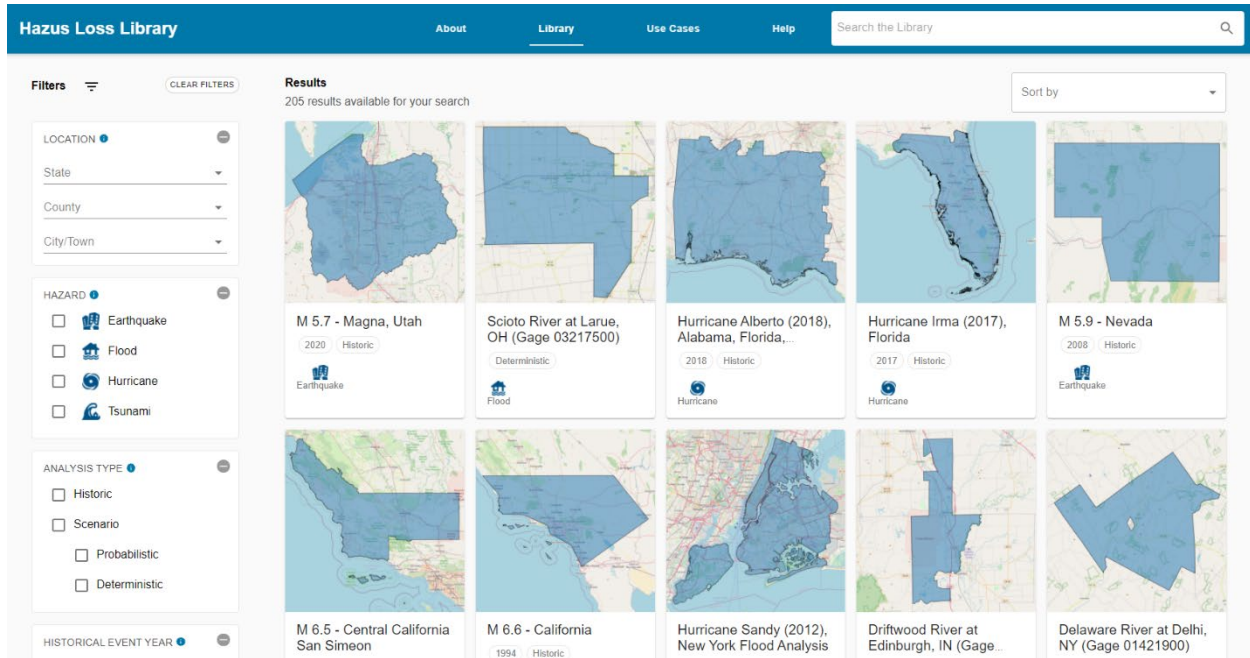 Hazus Loss Library
About
Library
Use Cases
Help
Search the Library
Filters
CLEAR FILTERS
LOCATION
State
County
City/Town
HAZARD
Earthquake
Flood
Hurricane
Tsunami
ANALYSIS TYPE
Historic
Scenario
Probabilistic
Deterministic
HISTORICAL EVENT YEAR
Results
205 results available for your search
Sort by
M 5.7 - Magna, Utah
2020
Historic
Earthquake
Scioto River at Larue,
OH (Gage 03217500)
Deterministic
Flood
Hurricane Alberto (2018),
Alabama, Florida,...
2018
Historic
Hurricane
Hurricane Irma (2017),
Florida
2017
Historic
Hurricane
M 5.9 - Nevada
2008
Historic
Earthquake
M 6.5 - Central California
San Simeon
M 6.6 - California
1994
Historic
Hurricane Sandy (2012),
New York Flood Analysis
Driftwood River at
Edinburgh, IN (Gage...
Delaware River at Delhi,
NY (Gage 01421900)